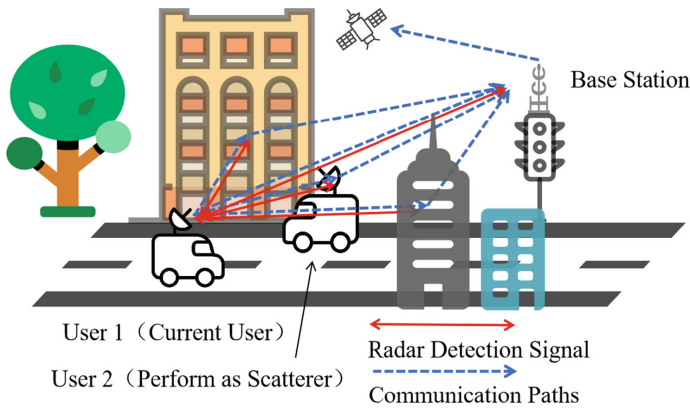 Base Station
User 1（Current User）
Radar Detection Signal
User 2（Perform as Scatterer）
Communication Paths